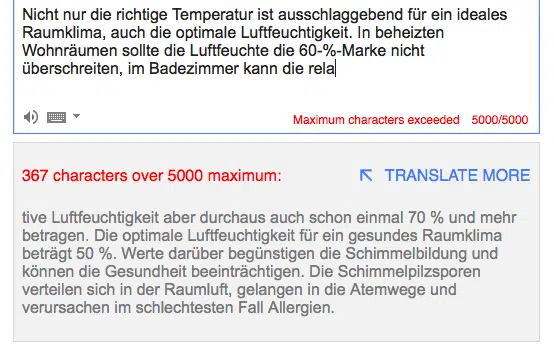 Nicht nur die richtige Temperatur ist ausschlaggebend für ein ideales
Raumklima, auch die optimale Luftfeuchtigkeit. In beheizten
Wohnräumen sollte die Luftfeuchte die 60-%-Marke nicht
überschreiten, im Badezimmer kann die rela
Maximum characters exceeded 5000/5000
367 characters over 5000 maximum: TRANSLATE MORE
tive Luftfeuchtigkeit aber durchaus auch schon einmal 70 % und mehr
betragen. Die optimale Luftfeuchtigkeit für ein gesundes Raumklima
beträgt 50 %. Werte darüber begünstigen die Schimmelbildung und
können die Gesundheit beeinträchtigen. Die Schimmelpilzsporen
verteilen sich in der Raumluft, gelangen in die Atemwege und
verursachen im schlechtesten Fall Allergien.